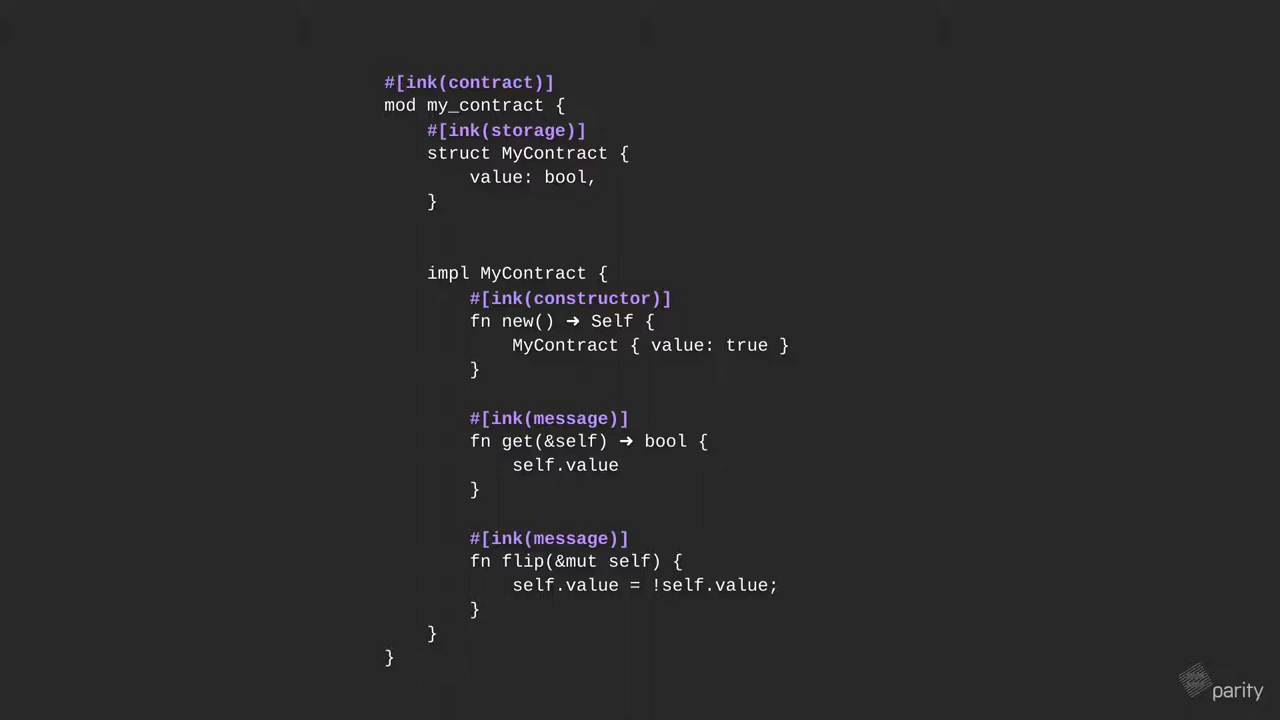 #[ink(contract)]
mod my_contract {
    #[ink(storage)]
    struct MyContract {
        value: bool,
    }

    impl MyContract {
        #[ink(constructor)]
        fn new() ➜ Self {
            MyContract { value: true }
        }

        #[ink(message)]
        fn get(&self) ➜ bool {
            self.value
        }

        #[ink(message)]
        fn flip(&mut self) {
            self.value = !self.value;
        }
    }
}
parity